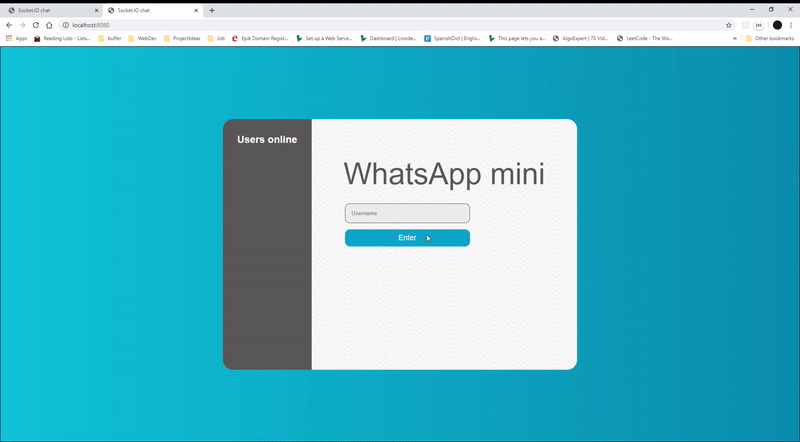 Socket.IO chat
Socket.IO chat
localhost:8080
Apps
Reading Lists - Lists...
buffer
WebDev
ProjectIdeas
Job
Epik Domain Regist...
Set up a Web Serve...
Dashboard | Linode...
SpanishDict | Englis...
This page lets you a...
AlgoExpert | 70 Vid...
LeetCode - The Wo...
Other bookmarks
Users online
WhatsApp mini
Username
Enter